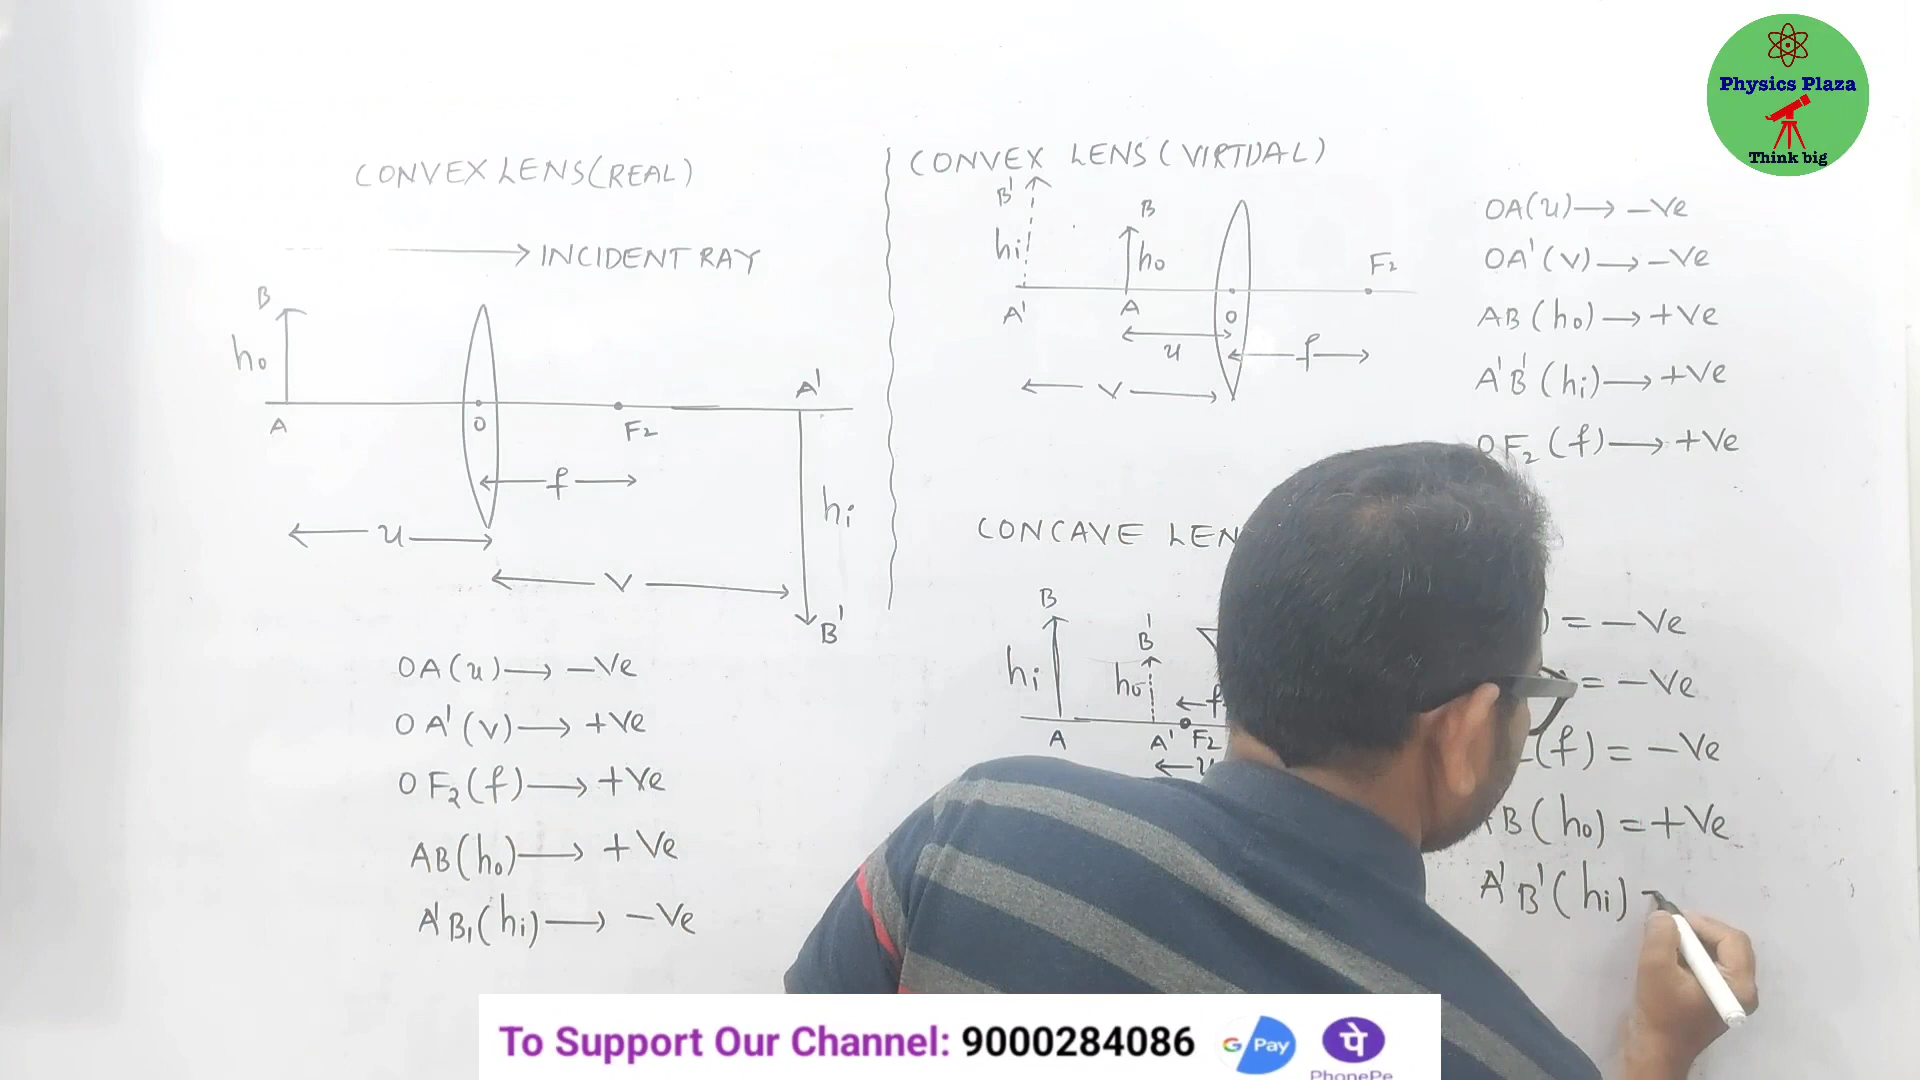 Physics Plaza
Think big
CONVEX LENS(REAL)
INCIDENT RAY
B
ho
A
O
F2
A'
f
u
v
hi
B'
OA(u)→ -Ve
OA'(v)→ +Ve
OF2(f)→ +Ve
AB(ho)→ +Ve
A'B1(hi)→ -Ve
CONVEX LENS(VIRTUAL)
B'
B
hi
ho
F2
A'
A
O
u
f
v
OA(u)→ -Ve
OA'(v)→ -Ve
AB(ho)→ +Ve
A'B'(hi)→ +Ve
OF2(f)→ +Ve
CONCAVE
B
B'
hi
ho
f
A
A'
F2
) = -Ve
= -Ve
(f) = -Ve
AB(ho) = +Ve
A'B'(hi)
To Support Our Channel: 9000284086
G Pay
पे
PhonePe